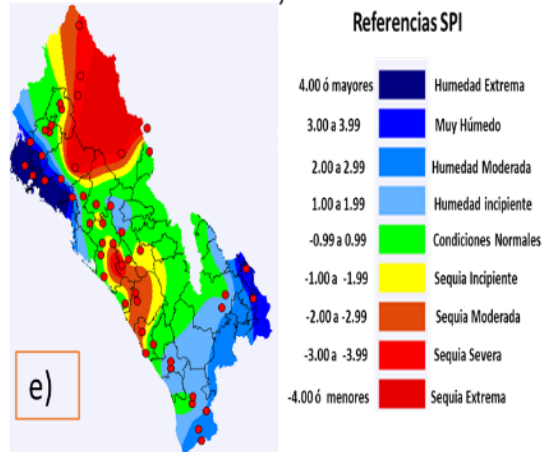 Referencias SPI
4.00 ó mayores Humedad Extrema
3.00 a 3.99 Muy Húmedo
2.00 a 2.99 Humedad Moderada
1.00 a 1.99 Humedad incipiente
-0.99 a 0.99 Condiciones Normales
-1.00 a -1.99 Sequia Incipiente
-2.00 a -2.99 Sequia Moderada
-3.00 a -3.99 Sequia Severa
-4.00 ó menores Sequia Extrema
e)